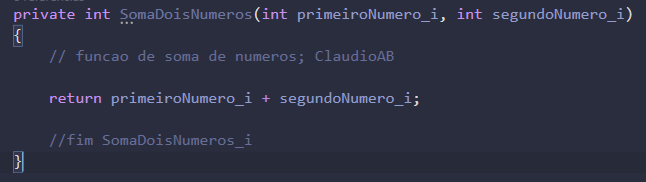 private int SomaDoisNumeros(int primeiroNumero_i, int segundoNumero_i)
{
// funcao de soma de numeros; ClaudioAB
return primeiroNumero_i + segundoNumero_i;
//fim SomaDoisNumeros_i
}